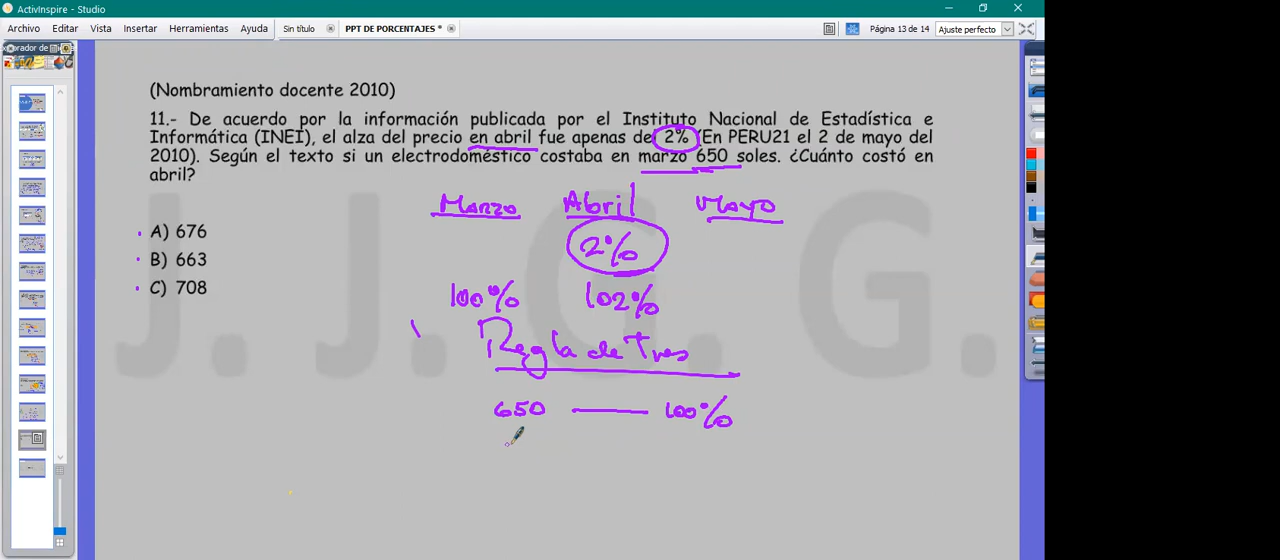 ActivInspire - Studio
Archivo Editar Vista Insertar Herramientas Ayuda
Sin título
PPT DE PORCENTAJES *
Página 13 de 14
Ajuste perfecto
orador de
(Nombramiento docente 2010)
11.- De acuerdo por la información publicada por el Instituto Nacional de Estadística e
Informática (INEI), el alza del precio en abril fue apenas de 2% (En PERU21 el 2 de mayo del
2010). Según el texto si un electrodoméstico costaba en marzo 650 soles. ¿Cuánto costó en
abril?
Marzo Abril Mayo
2%
A) 676
B) 663
C) 708
100% 102%
Regla de Tres
650 100%
J. J. C. G.